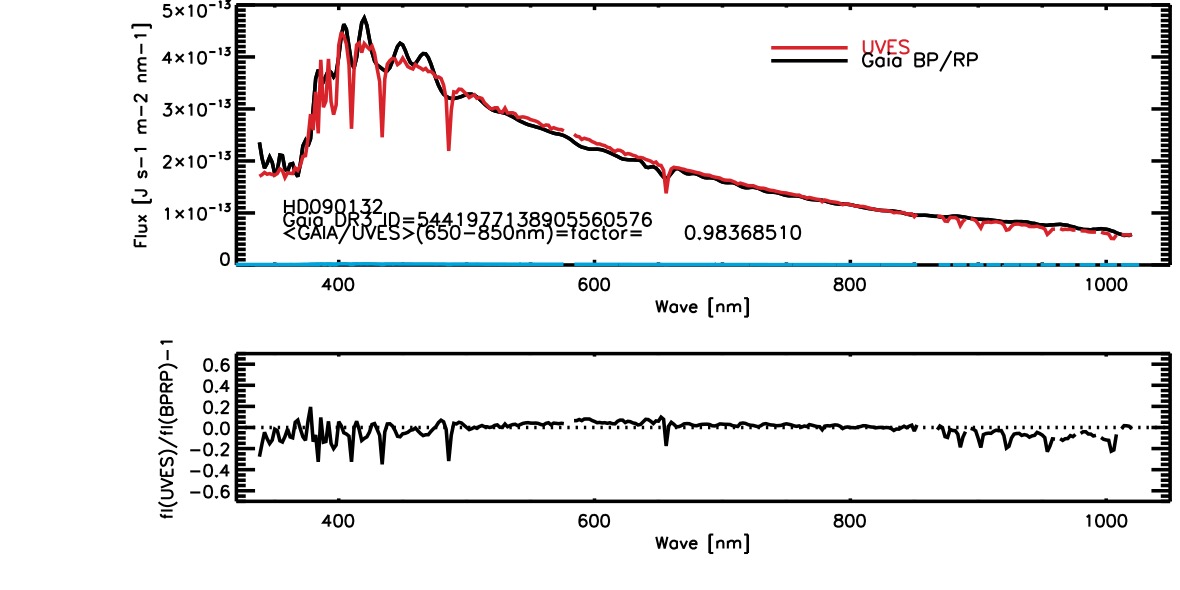 5×10−13
4×10−13
3×10−13
2×10−13
1×10−13
0
Flux [J s−1 m−2 nm−1]
UVES
Gaia BP/RP
HD090132
Gaia DR3 ID=5441977138905560576
<GAIA/UVES>(650−850nm)=factor= 0.98368510
400 600 800 1000
Wave [nm]
fl(UVES)/fl(BPRP)−1
0.6
0.4
0.2
0.0
−0.2
−0.4
−0.6
400 600 800 1000
Wave [nm]